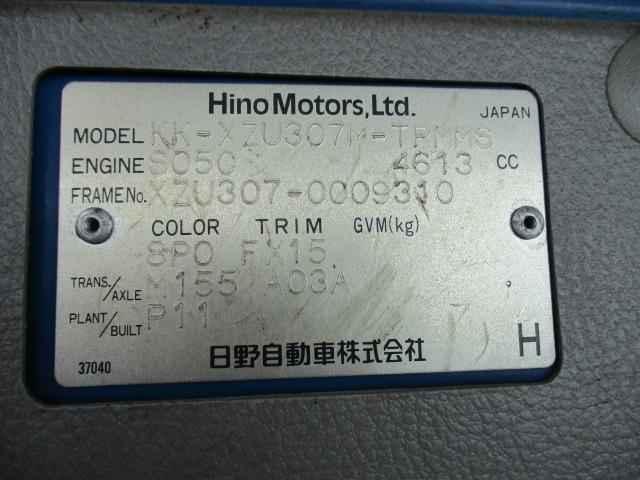 Hino Motors, Ltd. JAPAN
MODEL KK-XZU307M-TPMMS
ENGINE S05C 4613 CC
FRAME No. XZU307-0009310
COLOR TRIM GVM(kg)
8P0 FX15
TRANS./AXLE M155 A03A
PLANT/BUILT P11 7
日野自動車株式会社 H
37040